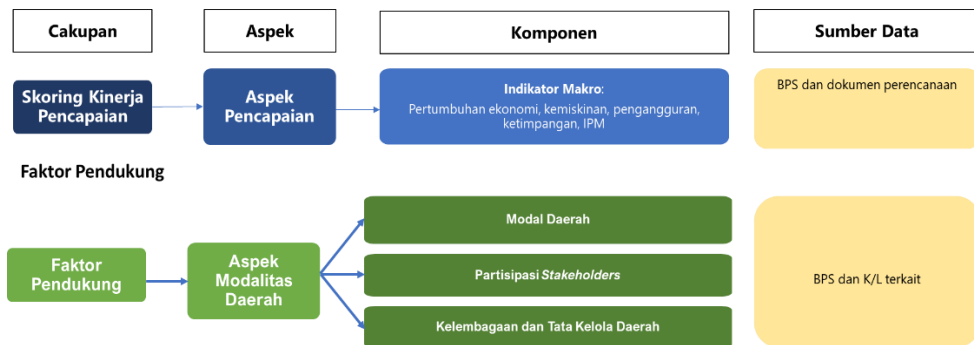 Cakupan
Aspek
Komponen
Sumber Data
Skoring Kinerja
Pencapaian
Aspek
Pencapaian
Indikator Makro:
Pertumbuhan ekonomi, kemiskinan, pengangguran,
ketimpangan, IPM
BPS dan dokumen perencanaan
Faktor Pendukung
Faktor
Pendukung
Aspek
Modalitas
Daerah
Modal Daerah
Partisipasi Stakeholders
Kelembagaan dan Tata Kelola Daerah
BPS dan K/L terkait